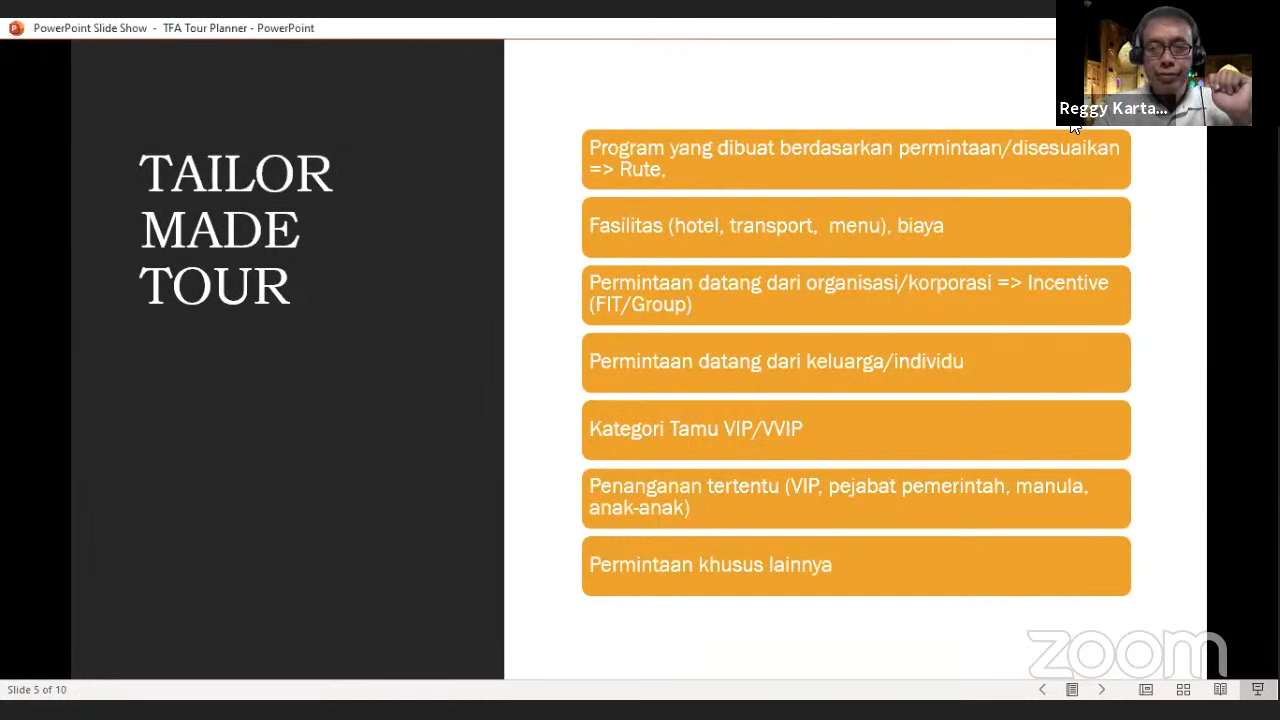 PowerPoint Slide Show - TFA Tour Planner - PowerPoint
Reggy Karta...
TAILOR
MADE
TOUR
Program yang dibuat berdasarkan permintaan/disesuaikan
=> Rute,
Fasilitas (hotel, transport, menu), biaya
Permintaan datang dari organisasi/korporasi => Incentive
(FIT/Group)
Permintaan datang dari keluarga/individu
Kategori Tamu VIP/VVIP
Penanganan tertentu (VIP, pejabat pemerintah, manula,
anak-anak)
Permintaan khusus lainnya
zoom
Slide 5 of 10